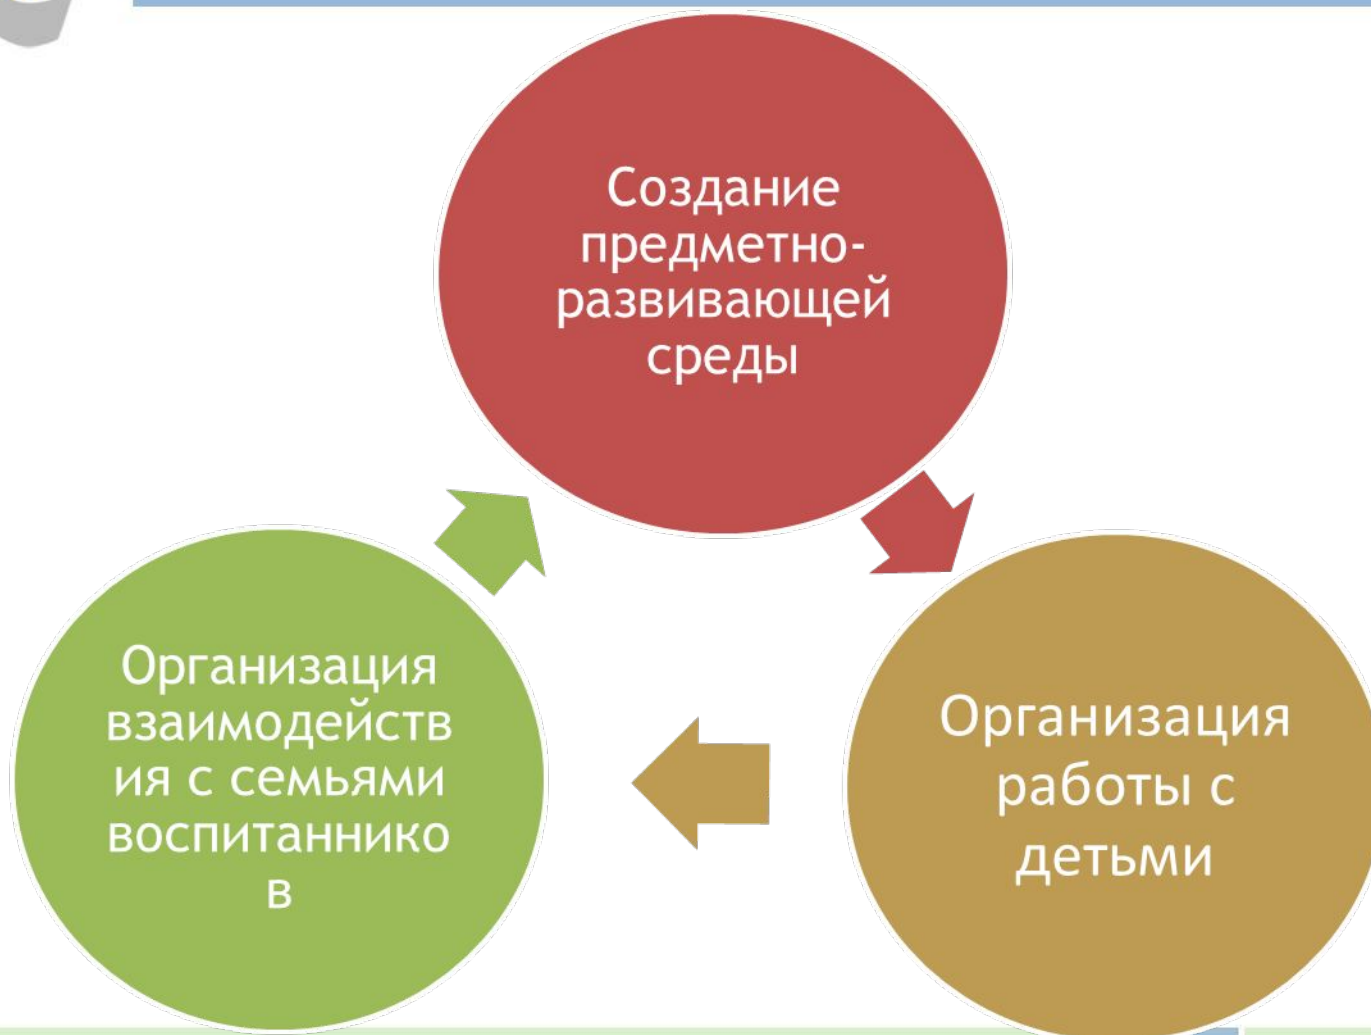 Создание
предметно-
развивающей
среды
Организация
работы с
детьми
Организация
взаимодейств
ия с семьями
воспитаннико
в